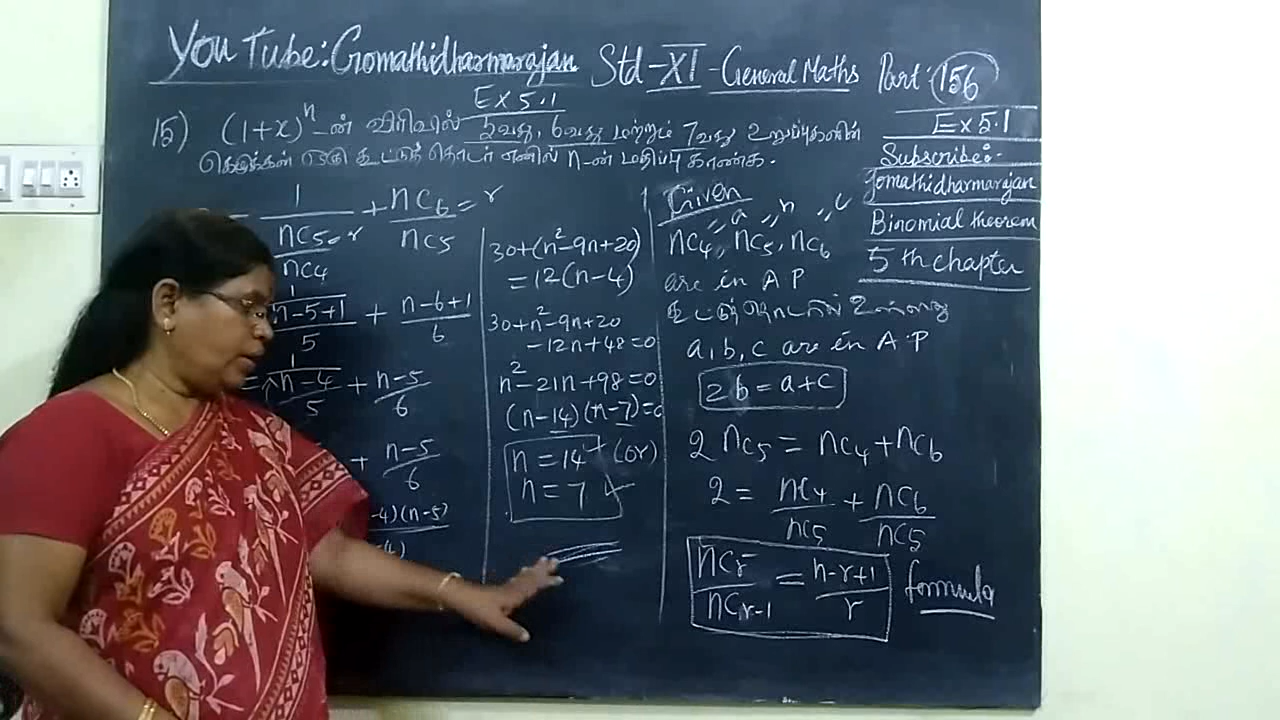 You Tube: Gomathidharmarajan Std-XI-General Maths Part: 156
Ex 5.1
15) (1+x)^n-ன் விரிவில் 5வது, 6வது மற்றும் 7வது உறுப்புகளின்
கெழுக்கள் ஒரு கூட்டுத் தொடர் எனில் n-ன் மதிப்பு காண்க.
1/(nC5/nC4) + nC6/nC5
1/((n-5+1)/5) + (n-6+1)/6
= 1/((n-4)/5) + (n-5)/6
+ (n-5)/6
-4)(n-5)
30+(n²-9n+20)
= 12(n-4)
30+n²-9n+20
-12n+48=0
n²-21n+98=0
(n-14)(n-7)=0
n=14 (or)
n=7
Given
a, b, c
nC4, nC5, nC6
are in A P
கூட்டுத் தொடரில் உள்ளது
a, b, c are in A.P
2b = a+c
2 nC5 = nC4+nC6
2 = nC4/nC5 + nC6/nC5
nCr/nCr-1 = (n-r+1)/r formula
Ex 5.1
Subscribe:-
Gomathidharmarajan
Binomial theorem
5th chapter